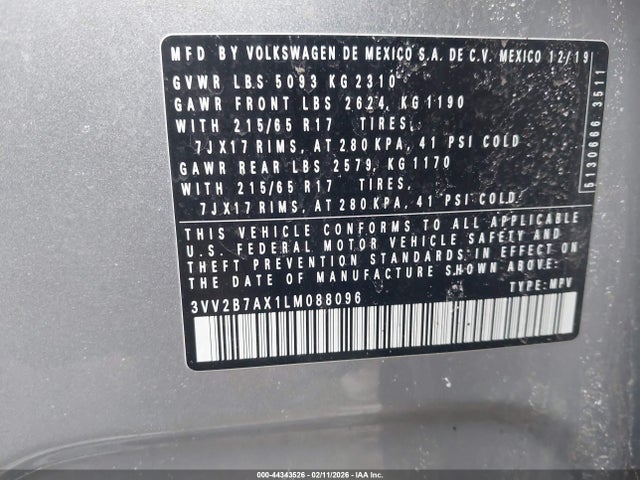 MFD BY VOLKSWAGEN DE MEXICO S.A. DE C.V. MEXICO 12/19
GVWR LBS 5093 KG 2310
GAWR FRONT LBS 2624, KG 1190
WITH 215/65 R17 TIRES,
7JX17 RIMS, AT 280 KPA, 41 PSI COLD
GAWR REAR LBS 2579, KG 1170
WITH 215/65 R17 TIRES,
7JX17 RIMS, AT 280 KPA, 41 PSI COLD
5130666 3511
THIS VEHICLE CONFORMS TO ALL APPLICABLE
U.S. FEDERAL MOTOR VEHICLE SAFETY AND
THEFT PREVENTION STANDARDS IN EFFECT ON
THE DATE OF MANUFACTURE SHOWN ABOVE
3VV2B7AX1LM088096 TYPE: MPV
000-44343526 - 02/11/2026 - IAA Inc.